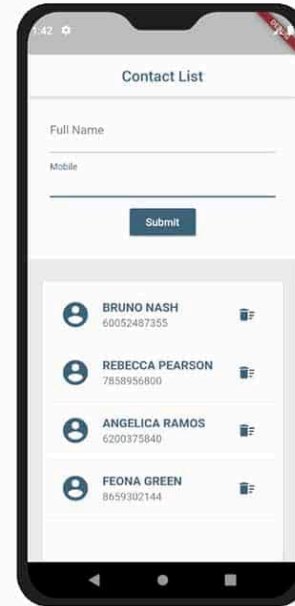 1:42
Contact List
Full Name
Mobile
Submit
BRUNO NASH
60052487355
REBECCA PEARSON
7858956800
ANGELICA RAMOS
6200375840
FEONA GREEN
8659302144